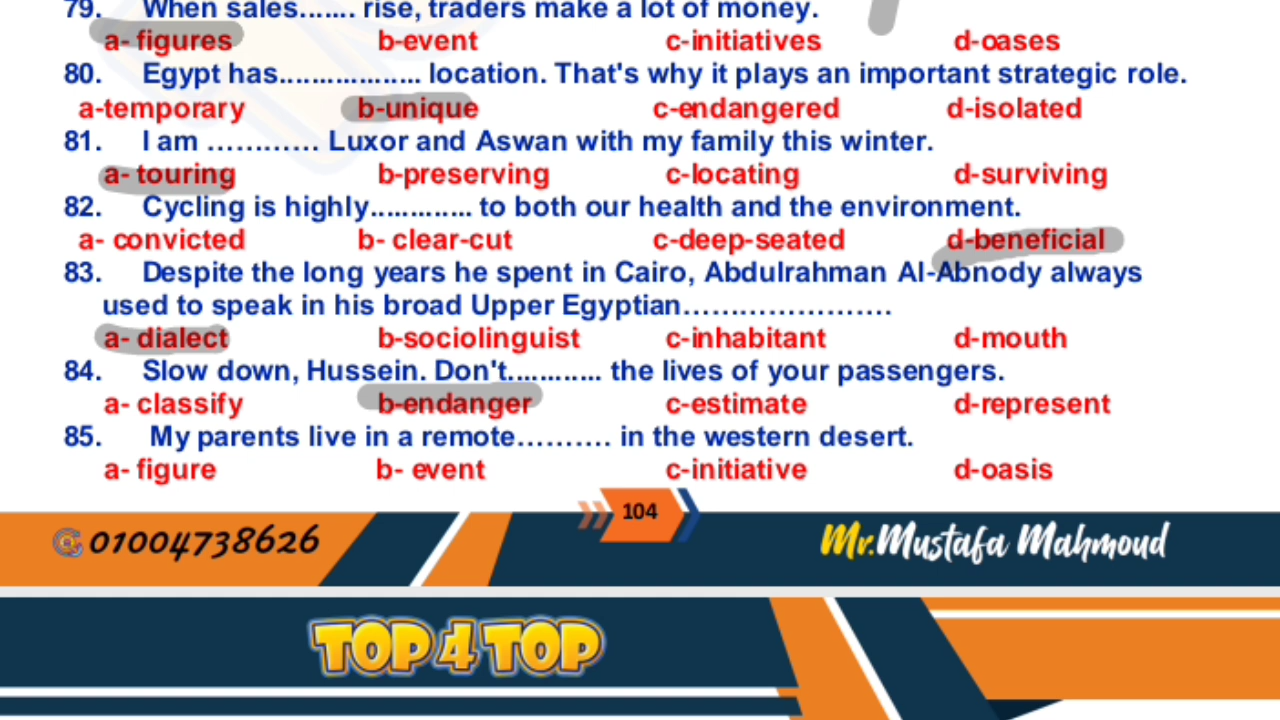 79. When sales....... rise, traders make a lot of money.
a- figures b-event c-initiatives d-oases
80. Egypt has.................. location. That's why it plays an important strategic role.
a-temporary b-unique c-endangered d-isolated
81. I am ………… Luxor and Aswan with my family this winter.
a- touring b-preserving c-locating d-surviving
82. Cycling is highly............. to both our health and the environment.
a- convicted b- clear-cut c-deep-seated d-beneficial
83. Despite the long years he spent in Cairo, Abdulrahman Al-Abnody always
used to speak in his broad Upper Egyptian…………………
a- dialect b-sociolinguist c-inhabitant d-mouth
84. Slow down, Hussein. Don't............ the lives of your passengers.
a- classify b-endanger c-estimate d-represent
85. My parents live in a remote………. in the western desert.
a- figure b- event c-initiative d-oasis
104
01004738626 Mr.Mustafa Mahmoud
TOP 4 TOP